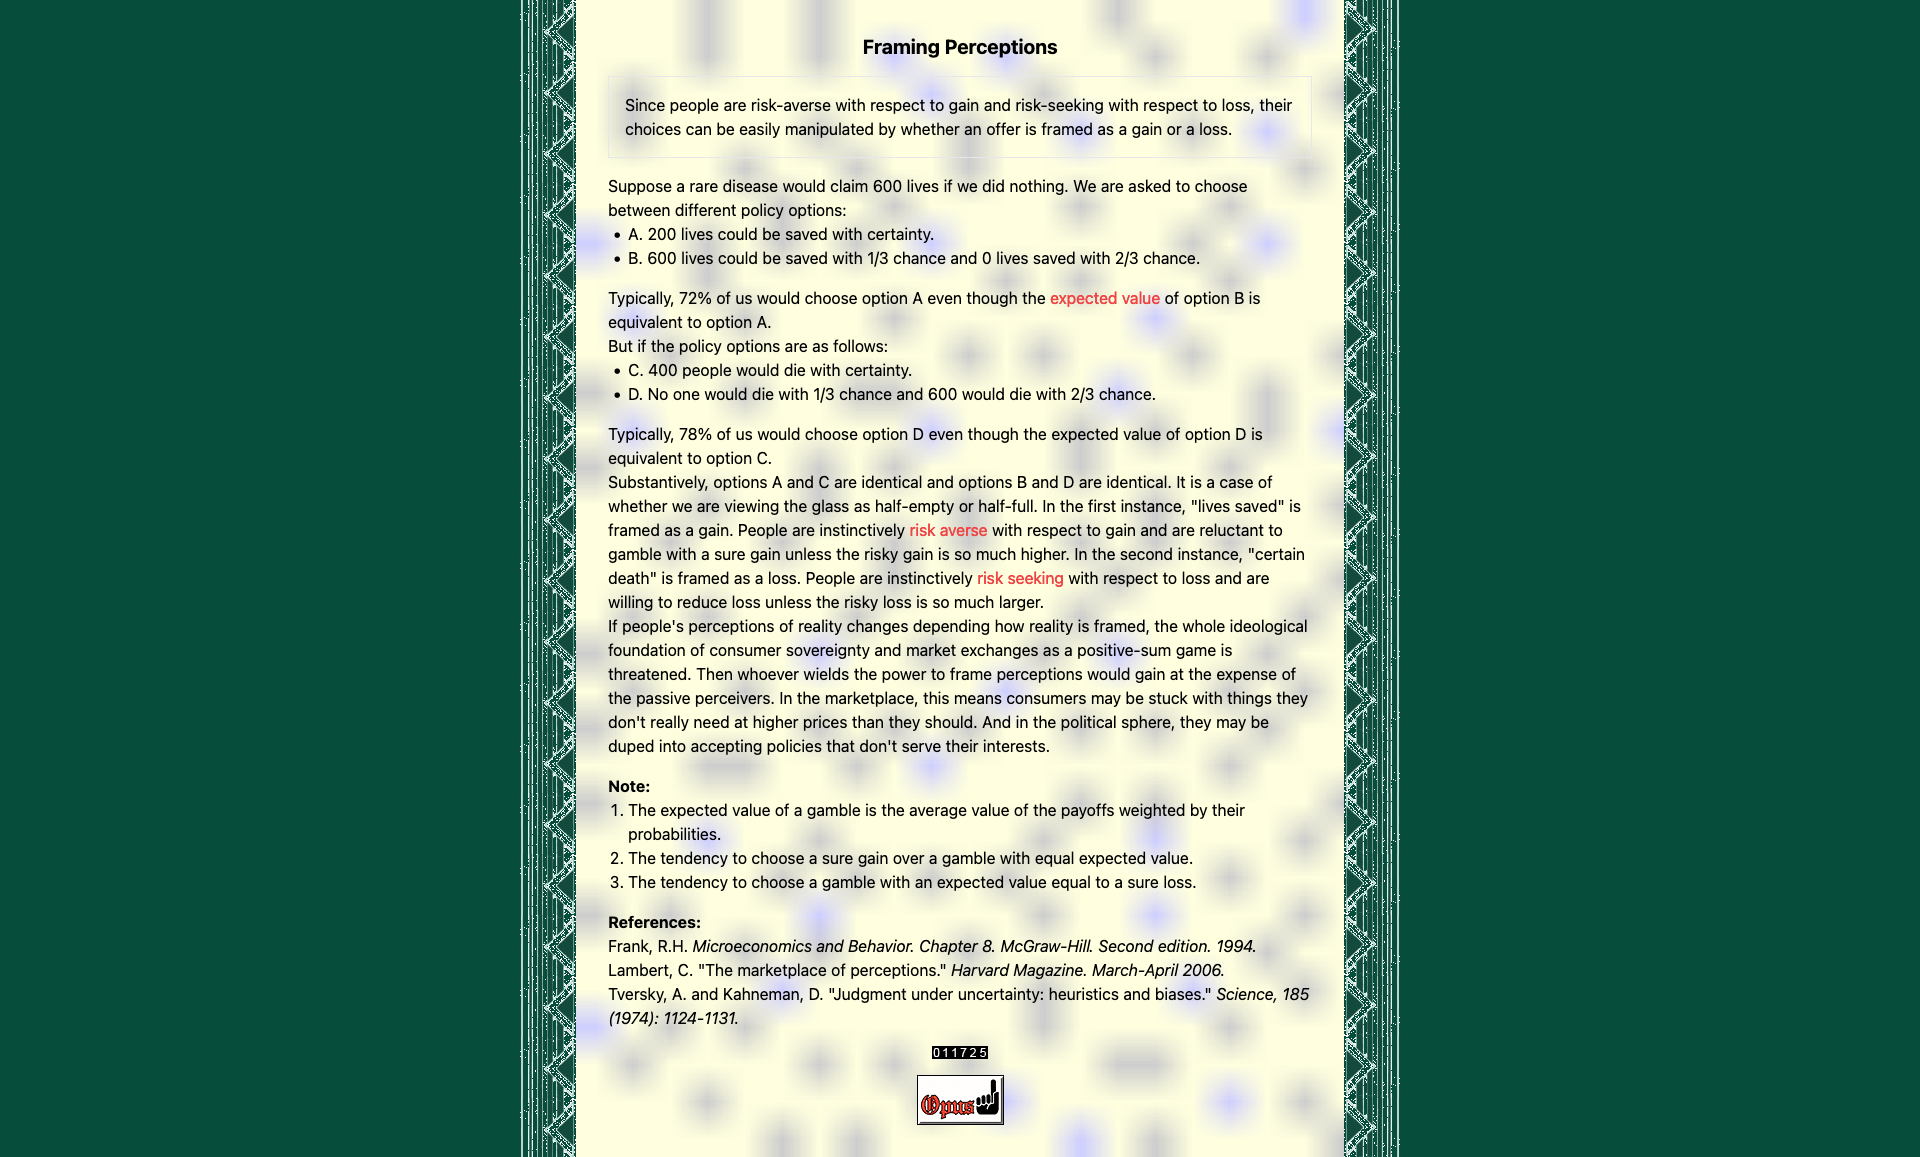 Framing Perceptions
Since people are risk-averse with respect to gain and risk-seeking with respect to loss, their
choices can be easily manipulated by whether an offer is framed as a gain or a loss.
Suppose a rare disease would claim 600 lives if we did nothing. We are asked to choose
between different policy options:
• A. 200 lives could be saved with certainty.
• B. 600 lives could be saved with 1/3 chance and 0 lives saved with 2/3 chance.
Typically, 72% of us would choose option A even though the expected value of option B is
equivalent to option A.
But if the policy options are as follows:
• C. 400 people would die with certainty.
• D. No one would die with 1/3 chance and 600 would die with 2/3 chance.
Typically, 78% of us would choose option D even though the expected value of option D is
equivalent to option C.
Substantively, options A and C are identical and options B and D are identical. It is a case of
whether we are viewing the glass as half-empty or half-full. In the first instance, "lives saved" is
framed as a gain. People are instinctively risk averse with respect to gain and are reluctant to
gamble with a sure gain unless the risky gain is so much higher. In the second instance, "certain
death" is framed as a loss. People are instinctively risk seeking with respect to loss and are
willing to reduce loss unless the risky loss is so much larger.
If people's perceptions of reality changes depending how reality is framed, the whole ideological
foundation of consumer sovereignty and market exchanges as a positive-sum game is
threatened. Then whoever wields the power to frame perceptions would gain at the expense of
the passive perceivers. In the marketplace, this means consumers may be stuck with things they
don't really need at higher prices than they should. And in the political sphere, they may be
duped into accepting policies that don't serve their interests.
Note:
1. The expected value of a gamble is the average value of the payoffs weighted by their
probabilities.
2. The tendency to choose a sure gain over a gamble with equal expected value.
3. The tendency to choose a gamble with an expected value equal to a sure loss.
References:
Frank, R.H. Microeconomics and Behavior. Chapter 8. McGraw-Hill. Second edition. 1994.
Lambert, C. "The marketplace of perceptions." Harvard Magazine. March-April 2006.
Tversky, A. and Kahneman, D. "Judgment under uncertainty: heuristics and biases." Science, 185
(1974): 1124-1131.
011725
Opus